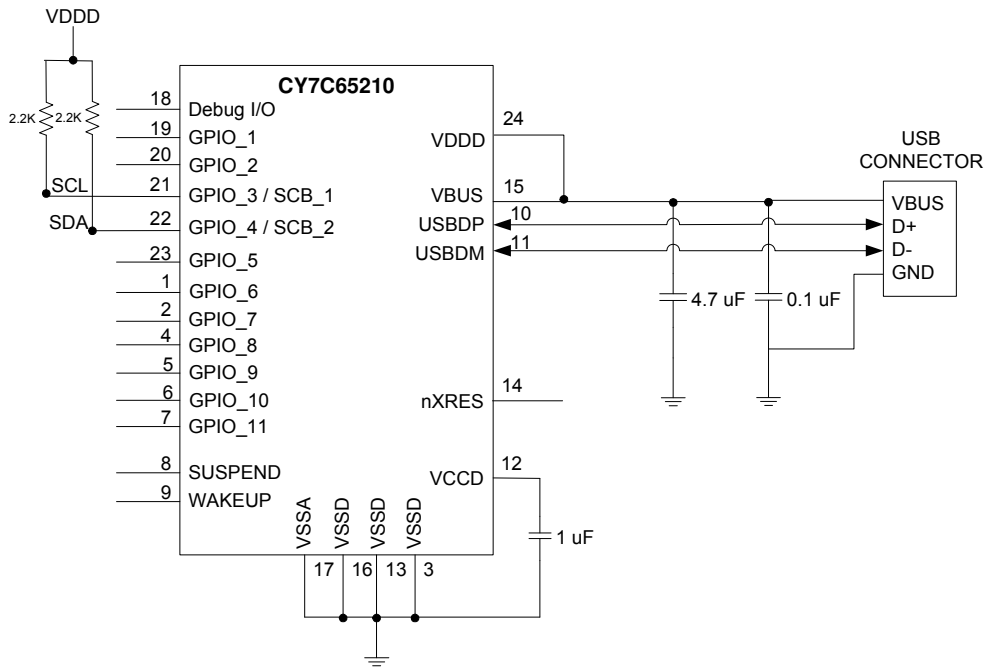 VDDD
2.2K
2.2K
SCL
SDA
CY7C65210
18 Debug I/O
19 GPIO_1
20 GPIO_2
21 GPIO_3 / SCB_1
22 GPIO_4 / SCB_2
23 GPIO_5
1 GPIO_6
2 GPIO_7
4 GPIO_8
5 GPIO_9
6 GPIO_10
7 GPIO_11
8 SUSPEND
9 WAKEUP
VDDD 24
VBUS 15
USBDP 10
USBDM 11
nXRES 14
VCCD 12
VSSA 17
VSSD 16
VSSD 13
VSSD 3
1 uF
4.7 uF
0.1 uF
USB
CONNECTOR
VBUS
D+
D-
GND